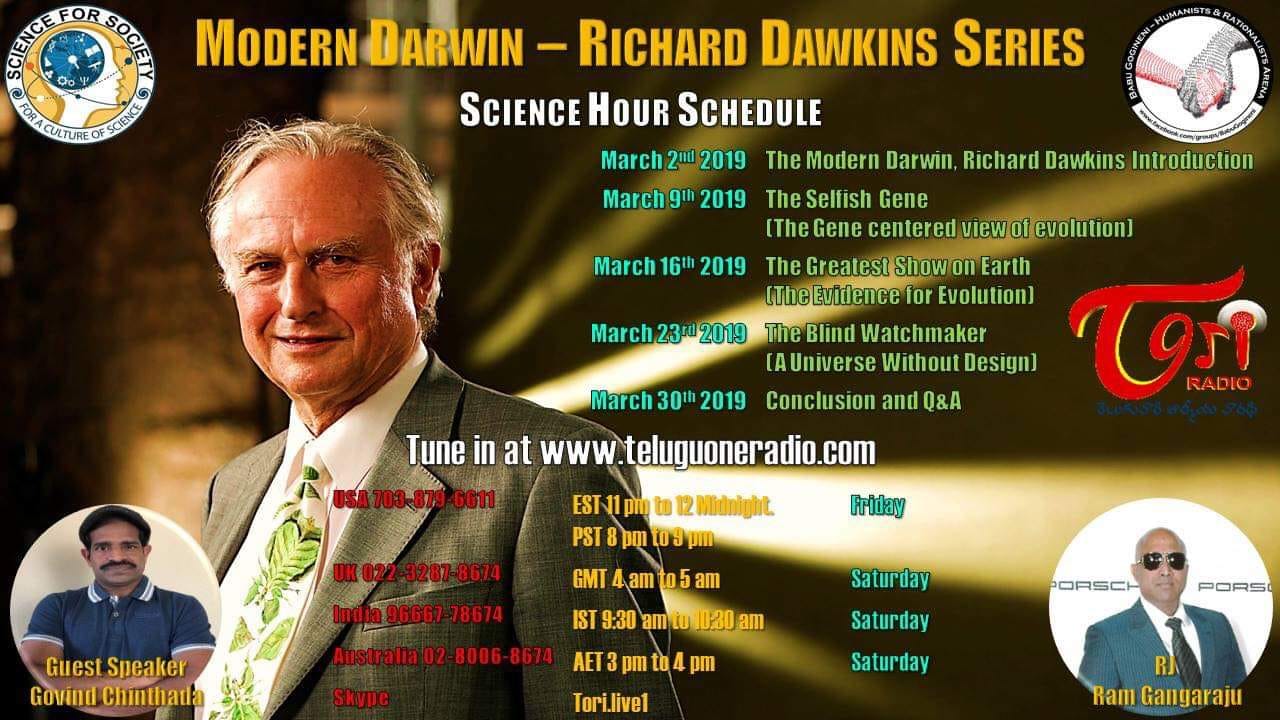 SCIENCE FOR SOCIETY
FOR A CULTURE OF SCIENCE
MODERN DARWIN – RICHARD DAWKINS SERIES
BABU GOGINENI - HUMANISTS & RATIONALISTS ARENA
www.facebook.com/groups/BabuGogineni
SCIENCE HOUR SCHEDULE
March 2nd 2019 The Modern Darwin, Richard Dawkins Introduction
March 9th 2019 The Selfish Gene
(The Gene centered view of evolution)
March 16th 2019 The Greatest Show on Earth
(The Evidence for Evolution)
March 23rd 2019 The Blind Watchmaker
(A Universe Without Design)
March 30th 2019 Conclusion and Q&A
Tori
RADIO
Tune in at www.teluguoneradio.com
USA 703-879-6611 EST 11 pm to 12 Midnight. Friday
PST 8 pm to 9 pm
UK 022-3287-8674 GMT 4 am to 5 am Saturday
India 96667-78674 IST 9:30 am to 10:30 am Saturday
Australia 02-8006-8674 AET 3 pm to 4 pm Saturday
Skype Tori.live1
Guest Speaker
Govind Chinthada
PORSCH PORSC
RJ
Ram Gangaraju